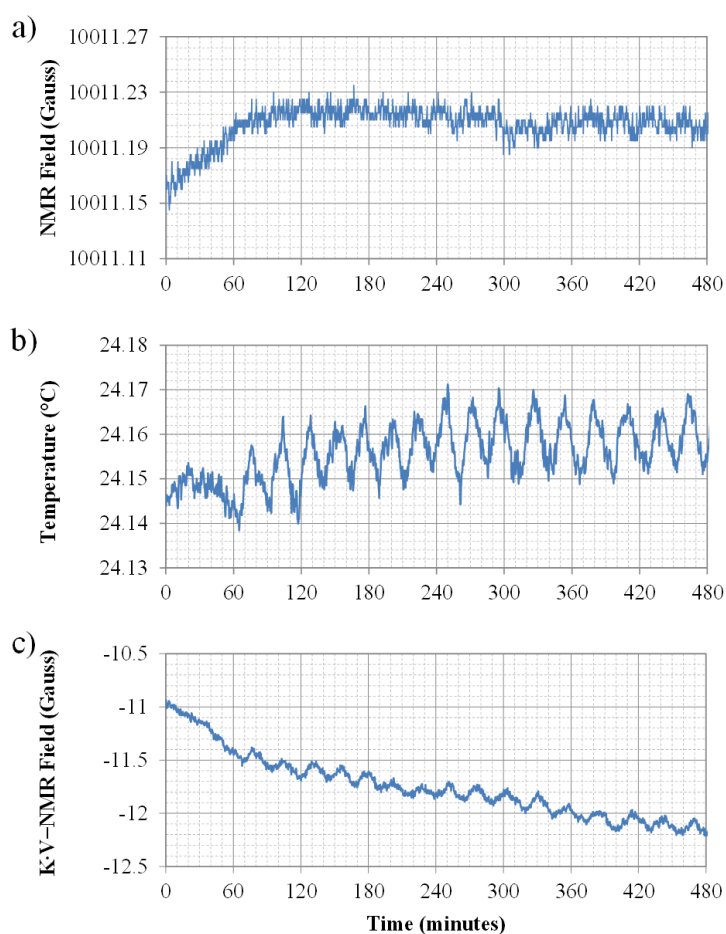 a)
NMR Field (Gauss)
10011.27
10011.23
10011.19
10011.15
10011.11
0 60 120 180 240 300 360 420 480
b)
Temperature (°C)
24.18
24.17
24.16
24.15
24.14
24.13
0 60 120 180 240 300 360 420 480
c)
K·V−NMR Field (Gauss)
-10.5
-11
-11.5
-12
-12.5
0 60 120 180 240 300 360 420 480
Time (minutes)